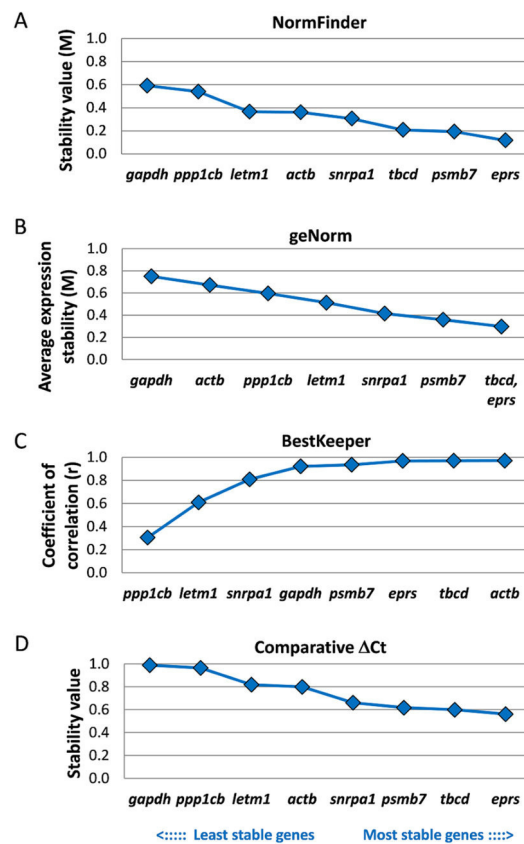 A
NormFinder
Stability value (M)
1.0
0.8
0.6
0.4
0.2
0.0
gapdh ppp1cb letm1 actb snrpa1 tbcd psmb7 eprs
B
geNorm
Average expression
stability (M)
1.0
0.8
0.6
0.4
0.2
0.0
gapdh actb ppp1cb letm1 snrpa1 psmb7 tbcd,
eprs
C
BestKeeper
Coefficient of
correlation (r)
1.0
0.8
0.6
0.4
0.2
0.0
ppp1cb letm1 snrpa1 gapdh psmb7 eprs tbcd actb
D
Comparative ΔCt
Stability value
1.0
0.8
0.6
0.4
0.2
0.0
gapdh ppp1cb letm1 actb snrpa1 psmb7 tbcd eprs
<::::: Least stable genes Most stable genes ::::>